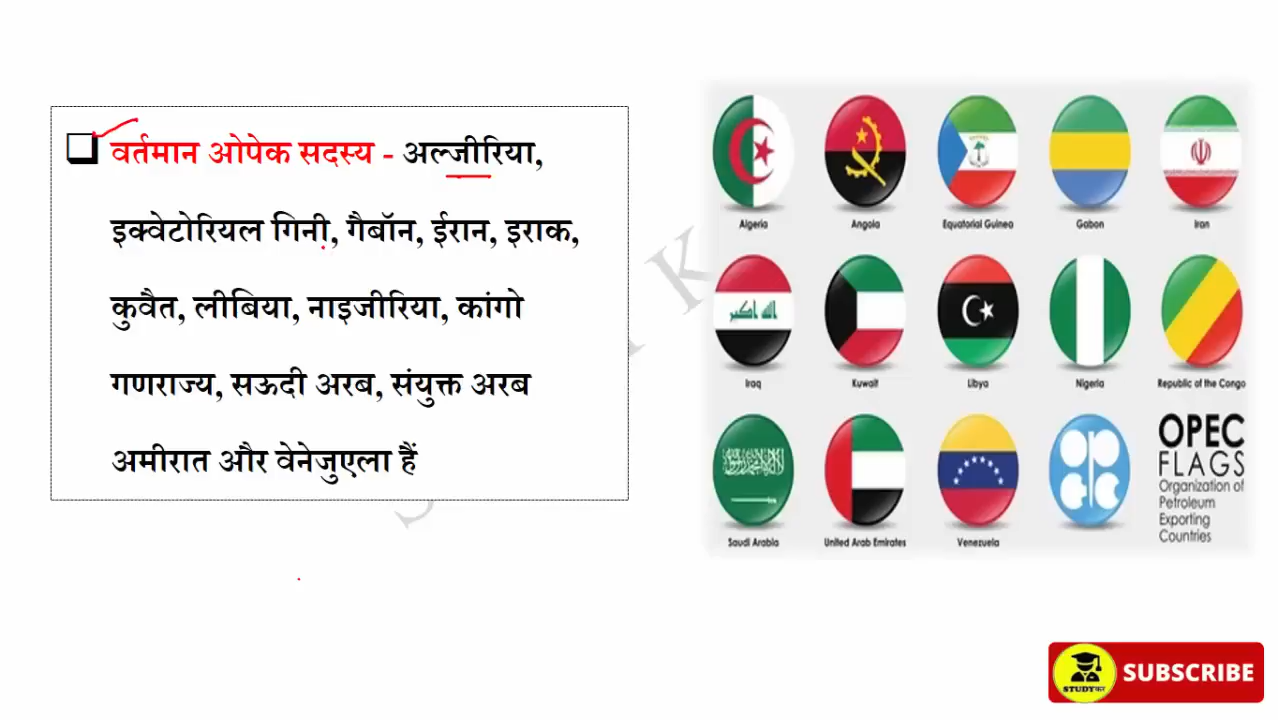 वर्तमान ओपेक सदस्य - अल्जीरिया,
इक्वेटोरियल गिनी, गैबॉन, ईरान, इराक,
कुवैत, लीबिया, नाइजीरिया, कांगो
गणराज्य, सऊदी अरब, संयुक्त अरब
अमीरात और वेनेजुएला हैं
Algeria
Angola
Equatorial Guinea
Gabon
Iran
Iraq
Kuwait
Libya
Nigeria
Republic of the Congo
Saudi Arabia
United Arab Emirates
Venezuela
OPEC
FLAGS
Organization of
Petroleum
Exporting
Countries
STUDYकर
SUBSCRIBE